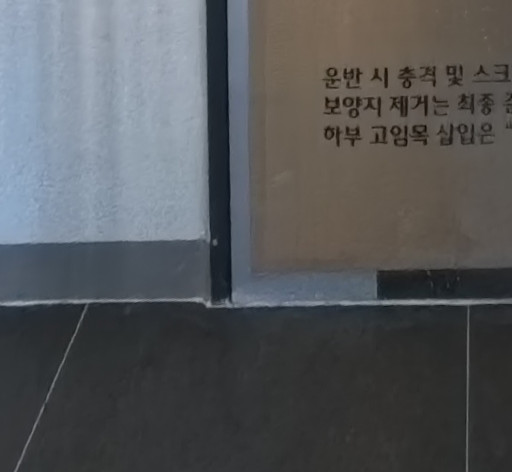 운반 시 충격 및 스크
보양지 제거는 최종
하부 고임목 삽입은 "